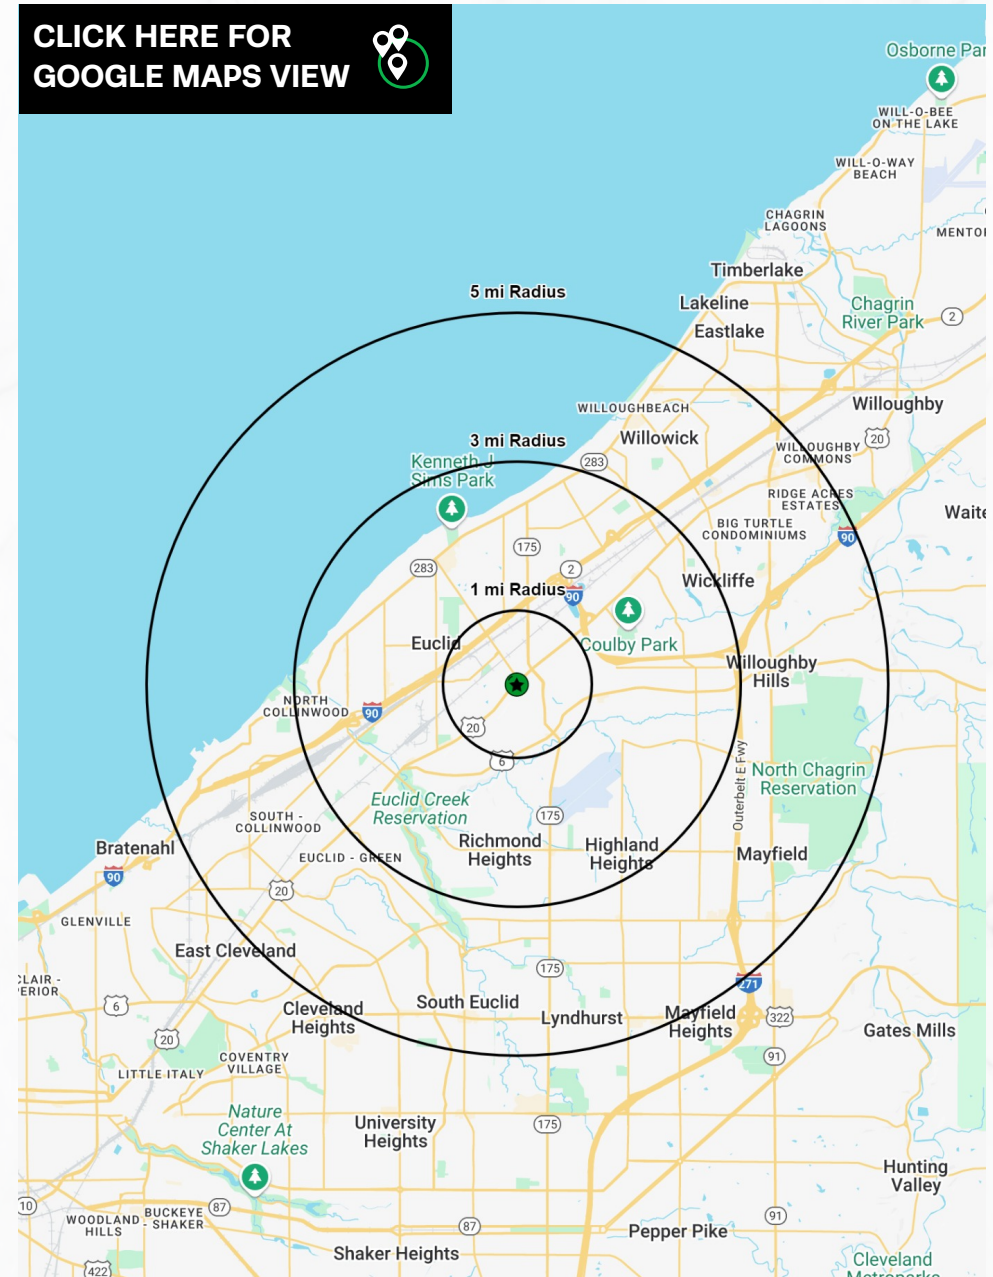 CLICK HERE FOR
GOOGLE MAPS VIEW
Osborne Par
WILL-O-BEE
ON THE LAKE
WILL-O-WAY
BEACH
CHAGRIN
LAGOONS
MENTO
Timberlake
5 mi Radius
Lakeline
Chagrin
River Park
2
Eastlake
WILLOUGHBEACH
Willoughby
3 mi Radius
Willowick
20
WILLOUGHBY
COMMONS
Kenneth J
Sims Park
283
RIDGE ACRES
ESTATES
Waite
BIG TURTLE
CONDOMINIUMS
90
175
283
2
Wickliffe
1 mi Radius
90
Euclid
Coulby Park
Willoughby
Hills
NORTH
COLLINWOOD
90
20
6
Outerbelt E Fwy
North Chagrin
Reservation
Euclid Creek
Reservation
175
SOUTH -
COLLINWOOD
Richmond
Heights
Highland
Heights
Bratenahl
EUCLID - GREEN
Mayfield
90
20
GLENVILLE
East Cleveland
175
CLAIR -
PERIOR
271
6
Cleveland
Heights
South Euclid
Lyndhurst
Mayfield
Heights
322
Gates Mills
20
COVENTRY
VILLAGE
91
LITTLE ITALY
Nature
Center At
Shaker Lakes
University
Heights
175
Hunting
Valley
10
WOODLAND
HILLS
BUCKEYE
- SHAKER
87
87
91
Pepper Pike
Shaker Heights
422
Cleveland
Metroparks